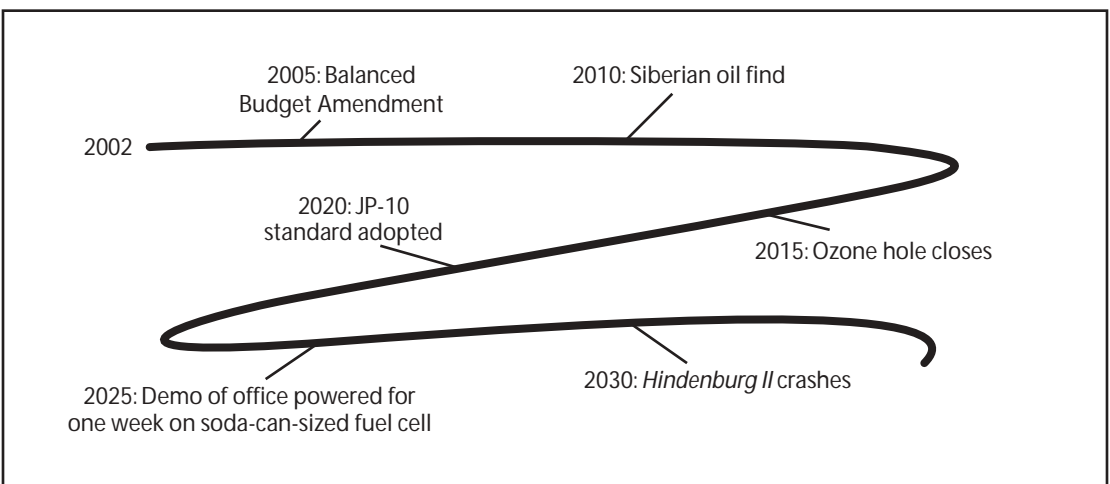 2005: Balanced
Budget Amendment
2010: Siberian oil find
2002
2020: JP-10
standard adopted
2015: Ozone hole closes
2025: Demo of office powered for
one week on soda-can-sized fuel cell
2030: Hindenburg II crashes